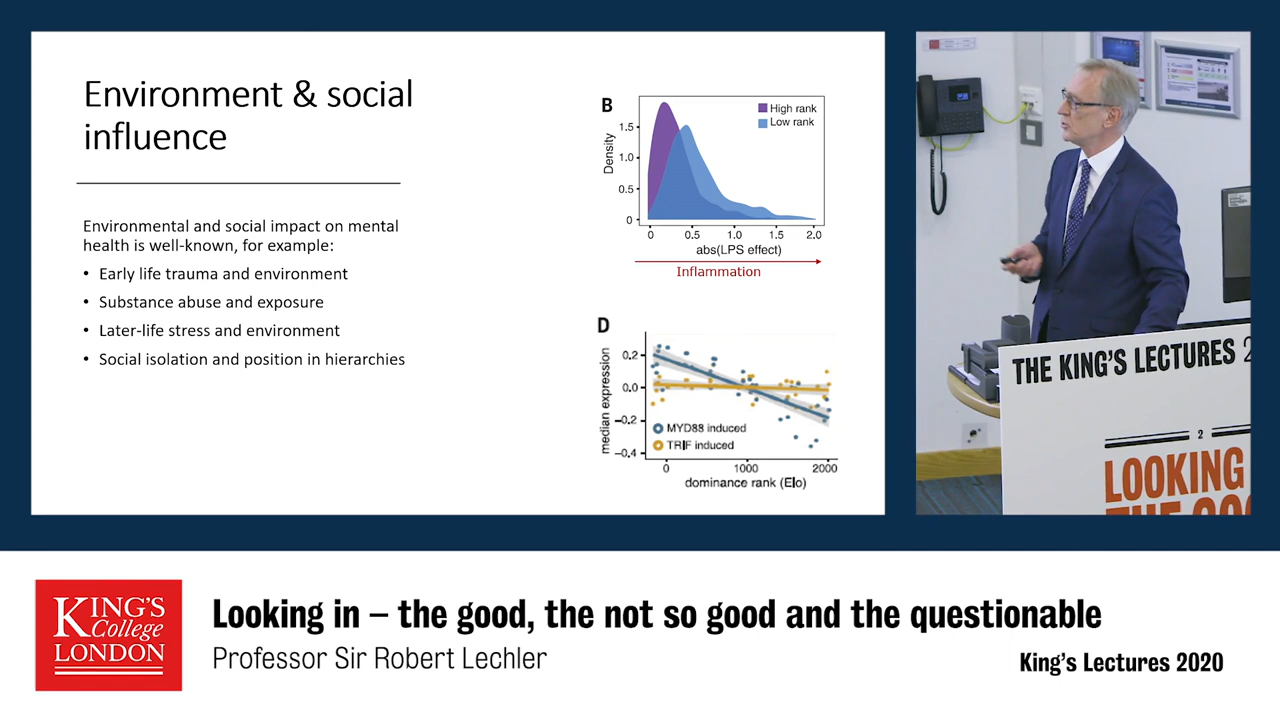 Environment & social
influence
Environmental and social impact on mental
health is well-known, for example:
• Early life trauma and environment
• Substance abuse and exposure
• Later-life stress and environment
• Social isolation and position in hierarchies
B
High rank
Low rank
Density
1.5
1.0
0.5
0
0 0.5 1.0 1.5 2.0
abs(LPS effect)
Inflammation
D
median expression
0.2
0.0
−0.2
−0.4
MYD88 induced
TRIF induced
0 1000 2000
dominance rank (Elo)
THE KING'S LECTURES 2
2
LOOKING
THE GOO
KING'S
College
LONDON
Looking in – the good, the not so good and the questionable
Professor Sir Robert Lechler
King's Lectures 2020